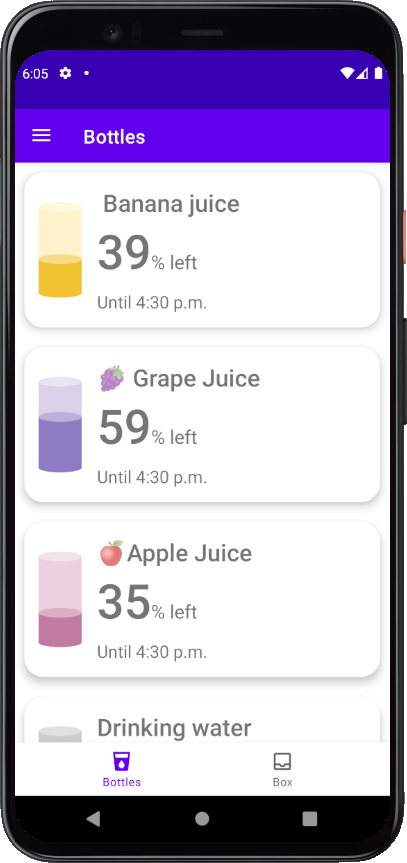 6:05
Bottles
Banana juice
39% left
Until 4:30 p.m.
🍇 Grape Juice
59% left
Until 4:30 p.m.
🍎Apple Juice
35% left
Until 4:30 p.m.
Drinking water
Bottles
Box